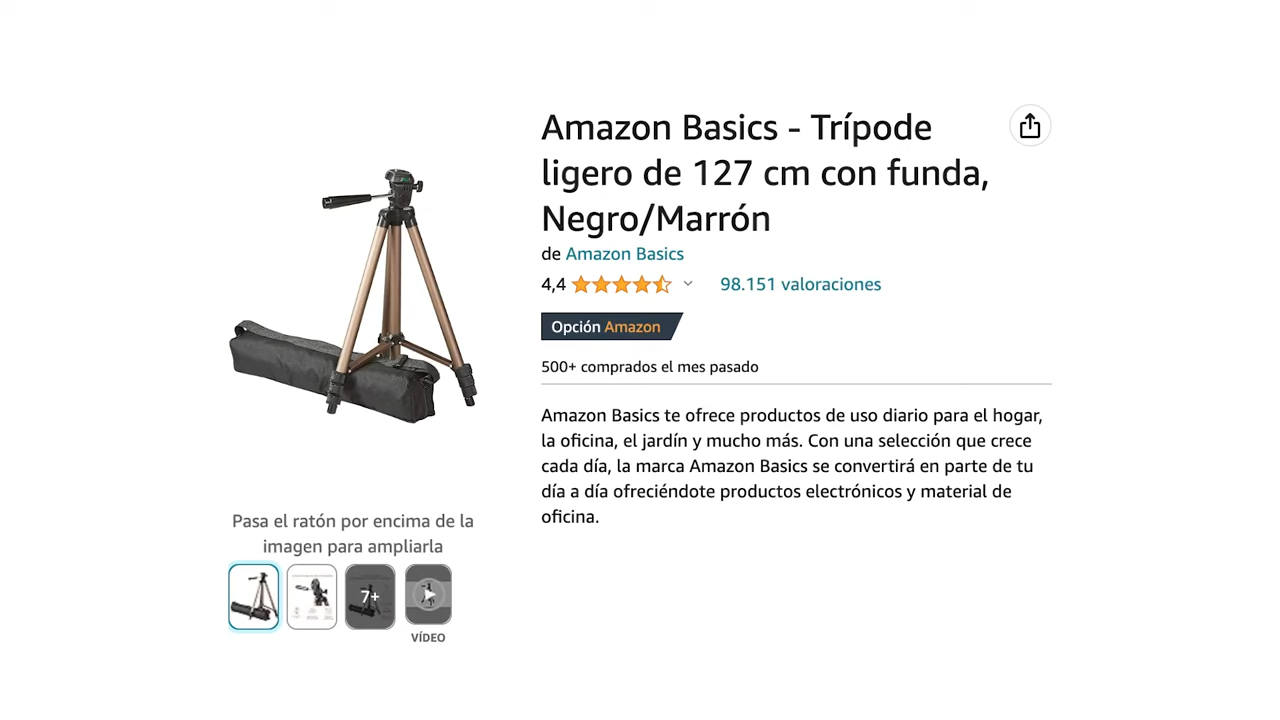 Amazon Basics - Trípode
ligero de 127 cm con funda,
Negro/Marrón
de Amazon Basics
4,4
98.151 valoraciones
Opción Amazon
500+ comprados el mes pasado
Amazon Basics te ofrece productos de uso diario para el hogar,
la oficina, el jardín y mucho más. Con una selección que crece
cada día, la marca Amazon Basics se convertirá en parte de tu
día a día ofreciéndote productos electrónicos y material de
oficina.
Pasa el ratón por encima de la
imagen para ampliarla
7+
VÍDEO